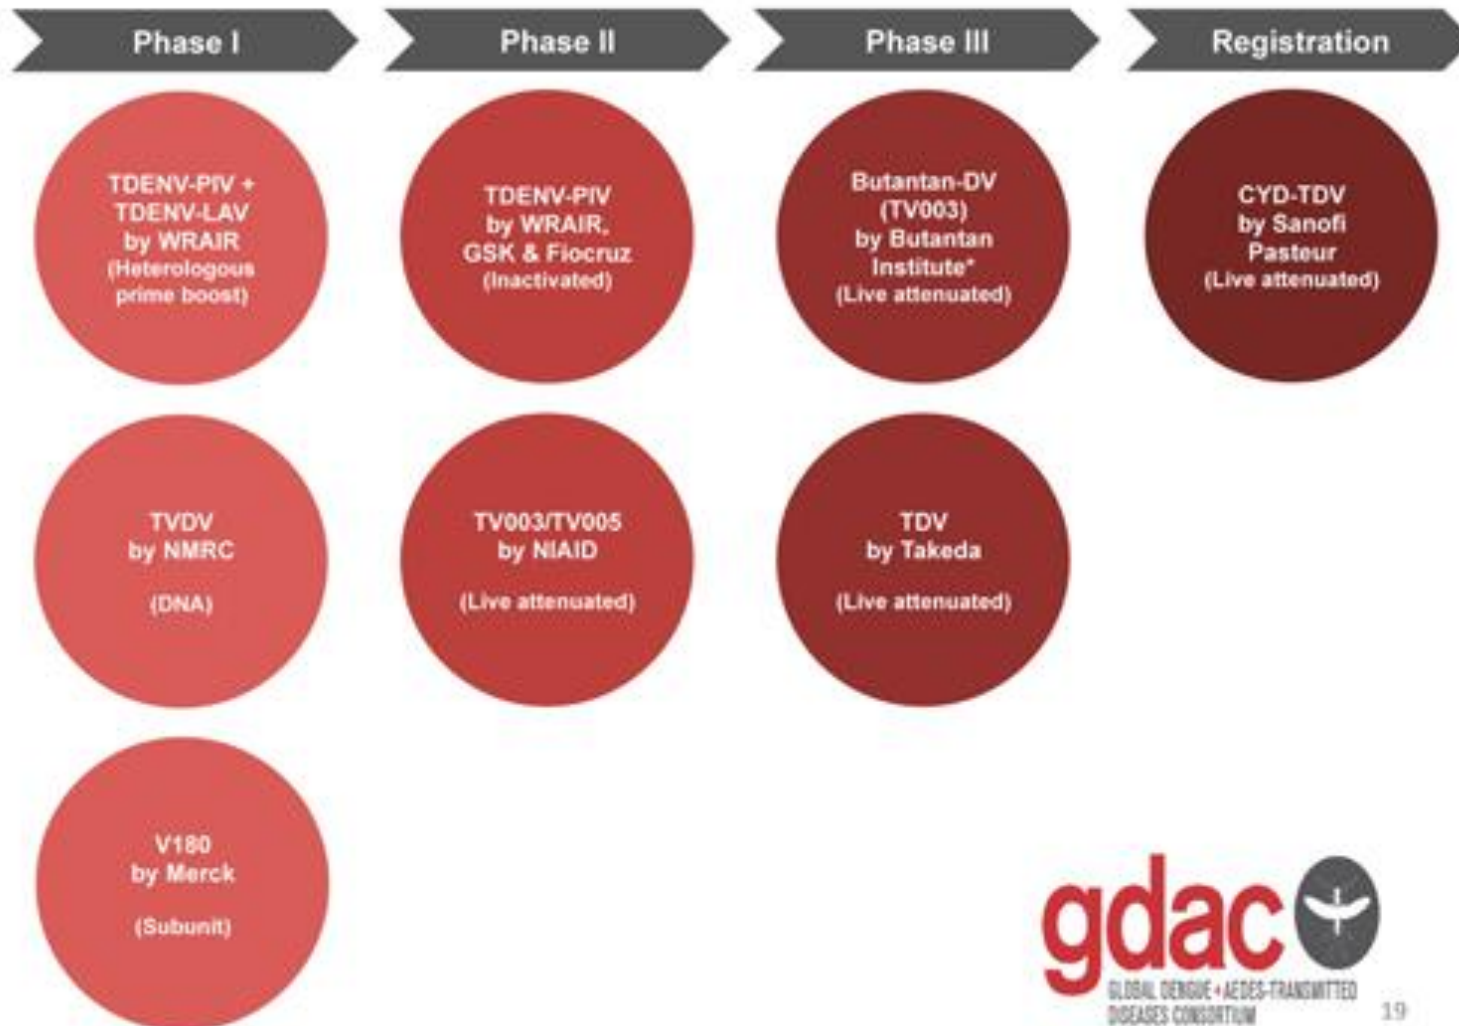 Phase I
Phase II
Phase III
Registration
TDENV-PIV +
TDENV-LAV
by WRAIR
(Heterologous
prime boost)
TDENV-PIV
by WRAIR,
GSK & Fiocruz
(Inactivated)
Butantan-DV
(TV003)
by Butantan
Institute*
(Live attenuated)
CYD-TDV
by Sanofi
Pasteur
(Live attenuated)
TVDV
by NMRC
(DNA)
TV003/TV005
by NIAID
(Live attenuated)
TDV
by Takeda
(Live attenuated)
V180
by Merck
(Subunit)
gdac
GLOBAL DENGUE + AEDES-TRANSMITTED
DISEASES CONSORTIUM
19